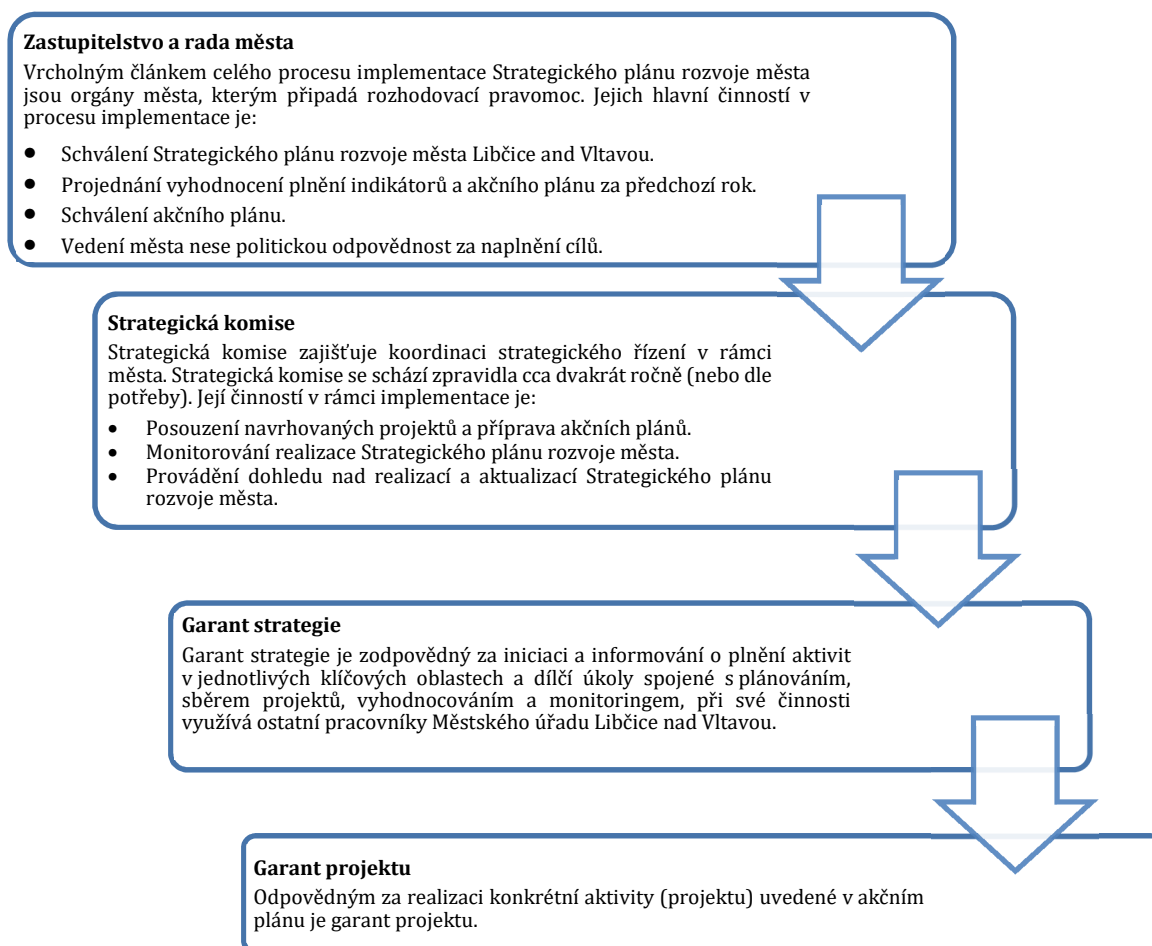 Zastupitelstvo a rada města
Vrcholným článkem celého procesu implementace Strategického plánu rozvoje města
jsou orgány města, kterým připadá rozhodovací pravomoc. Jejich hlavní činností v
procesu implementace je:
• Schválení Strategického plánu rozvoje města Libčice and Vltavou.
• Projednání vyhodnocení plnění indikátorů a akčního plánu za předchozí rok.
• Schválení akčního plánu.
• Vedení města nese politickou odpovědnost za naplnění cílů.
Strategická komise
Strategická komise zajišťuje koordinaci strategického řízení v rámci
města. Strategická komise se schází zpravidla cca dvakrát ročně (nebo dle
potřeby). Její činností v rámci implementace je:
• Posouzení navrhovaných projektů a příprava akčních plánů.
• Monitorování realizace Strategického plánu rozvoje města.
• Provádění dohledu nad realizací a aktualizací Strategického plánu
rozvoje města.
Garant strategie
Garant strategie je zodpovědný za iniciaci a informování o plnění aktivit
v jednotlivých klíčových oblastech a dílčí úkoly spojené s plánováním,
sběrem projektů, vyhodnocováním a monitoringem, při své činnosti
využívá ostatní pracovníky Městského úřadu Libčice nad Vltavou.
Garant projektu
Odpovědným za realizaci konkrétní aktivity (projektu) uvedené v akčním
plánu je garant projektu.